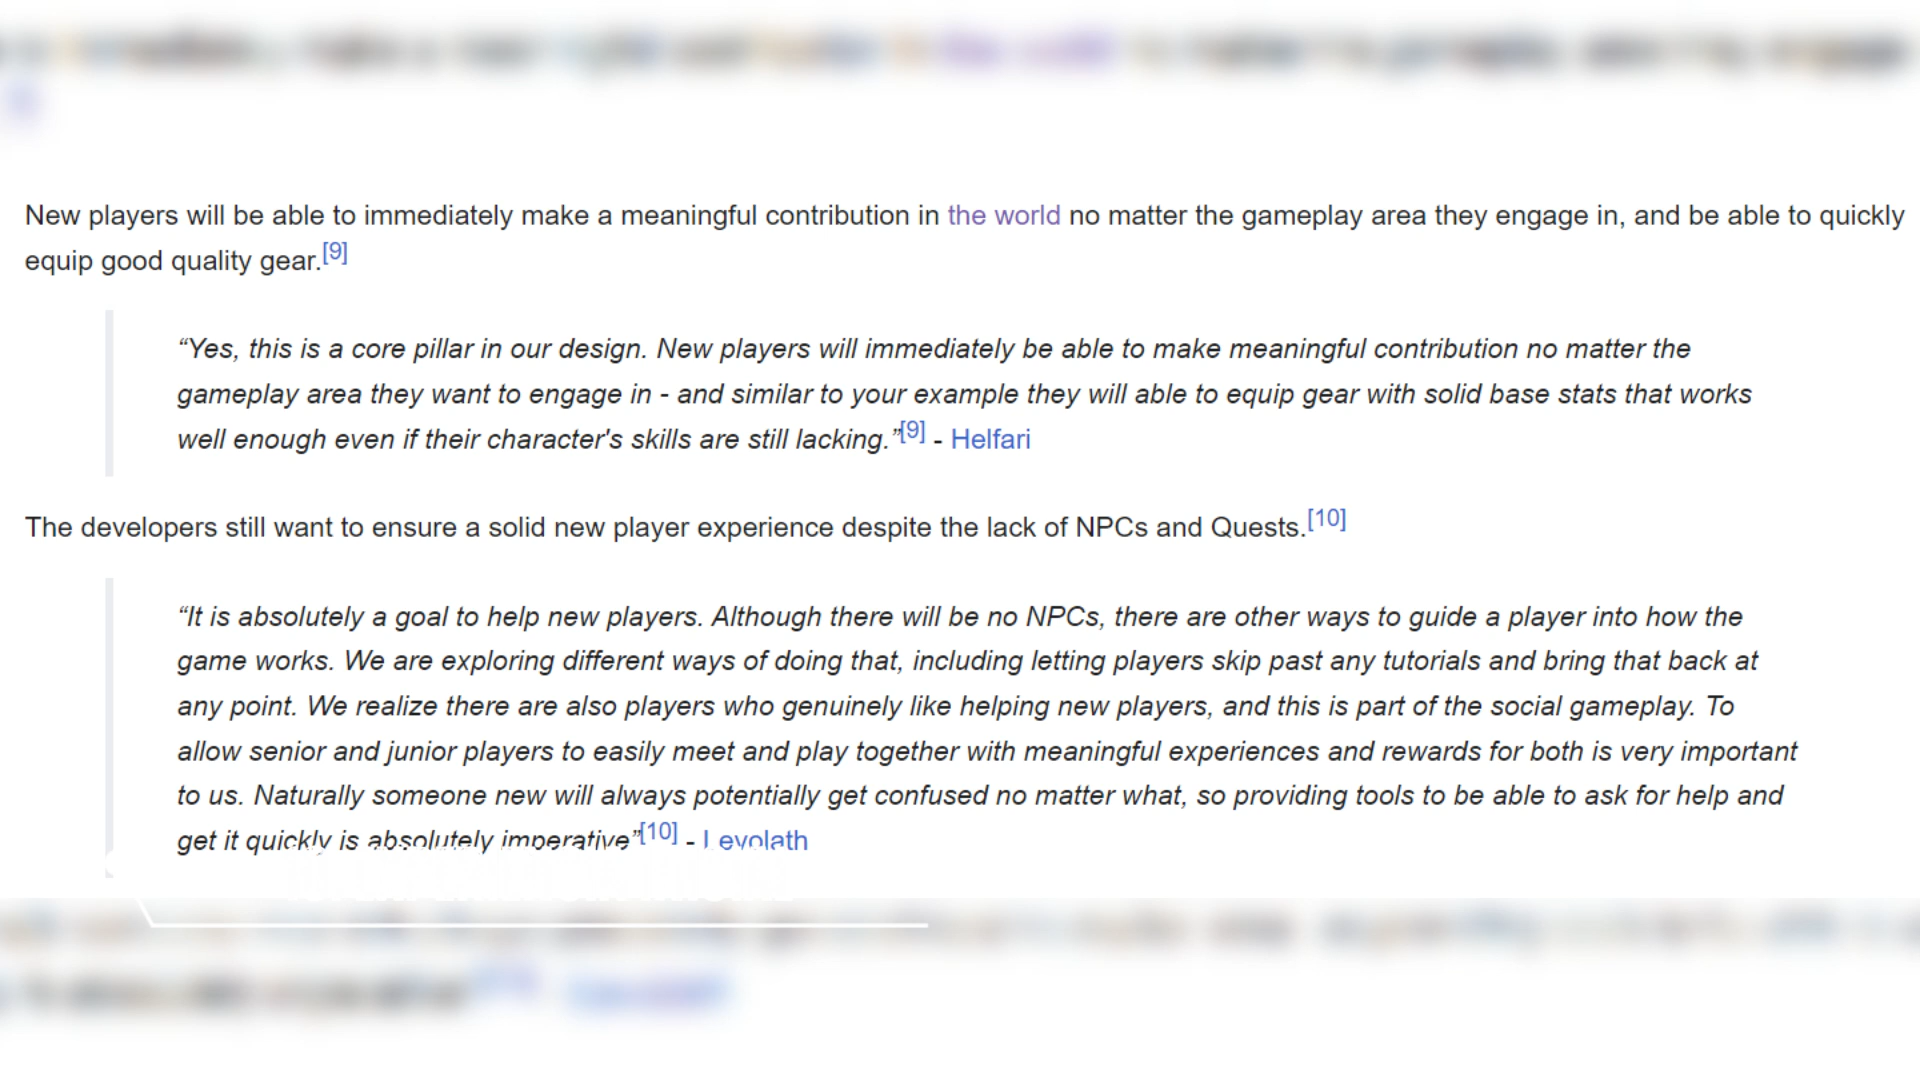 New players will be able to immediately make a meaningful contribution in the world no matter the gameplay area they engage in, and be able to quickly
equip good quality gear.[9]
“Yes, this is a core pillar in our design. New players will immediately be able to make meaningful contribution no matter the
gameplay area they want to engage in - and similar to your example they will able to equip gear with solid base stats that works
well enough even if their character's skills are still lacking.”[9] - Helfari
The developers still want to ensure a solid new player experience despite the lack of NPCs and Quests.[10]
“It is absolutely a goal to help new players. Although there will be no NPCs, there are other ways to guide a player into how the
game works. We are exploring different ways of doing that, including letting players skip past any tutorials and bring that back at
any point. We realize there are also players who genuinely like helping new players, and this is part of the social gameplay. To
allow senior and junior players to easily meet and play together with meaningful experiences and rewards for both is very important
to us. Naturally someone new will always potentially get confused no matter what, so providing tools to be able to ask for help and
get it quickly is absolutely imperative”[10] - Levolath